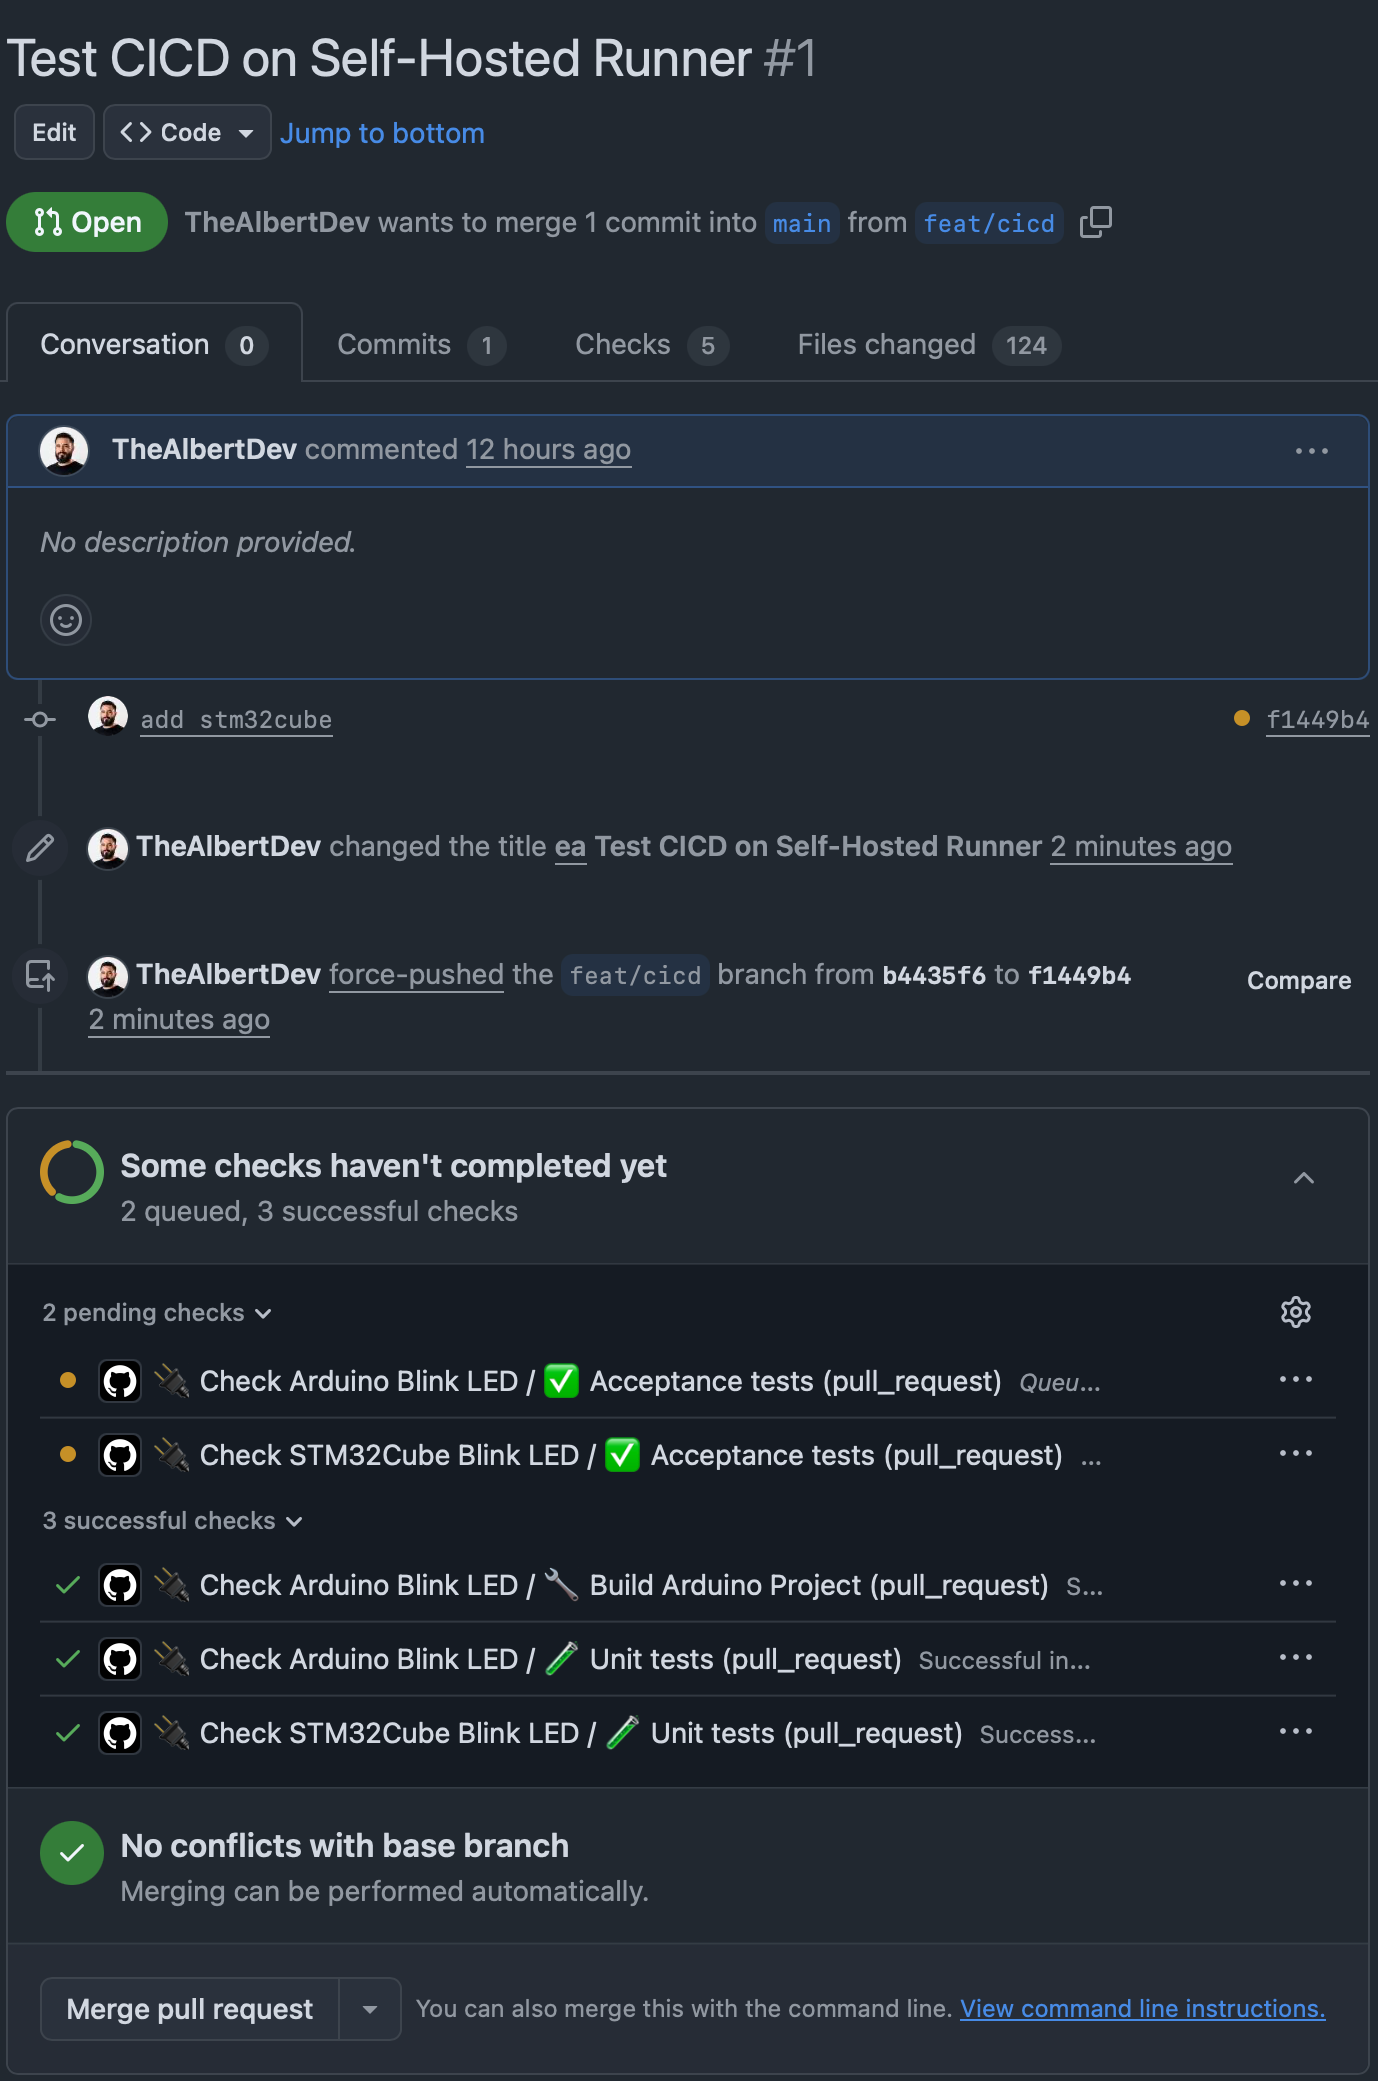 Test CICD on Self-Hosted Runner #1
Edit
Code
Jump to bottom
Open
TheAlbertDev wants to merge 1 commit into main from feat/cicd
Conversation 0
Commits 1
Checks 5
Files changed 124
TheAlbertDev commented 12 hours ago
No description provided.
add stm32cube
f1449b4
TheAlbertDev changed the title ea Test CICD on Self-Hosted Runner 2 minutes ago
TheAlbertDev force-pushed the feat/cicd branch from b4435f6 to f1449b4
2 minutes ago
Compare
Some checks haven't completed yet
2 queued, 3 successful checks
2 pending checks
Check Arduino Blink LED / ✅ Acceptance tests (pull_request) Queu...
Check STM32Cube Blink LED / ✅ Acceptance tests (pull_request) ...
3 successful checks
Check Arduino Blink LED / 🔧 Build Arduino Project (pull_request) S...
Check Arduino Blink LED / 🧪 Unit tests (pull_request) Successful in...
Check STM32Cube Blink LED / 🧪 Unit tests (pull_request) Success...
No conflicts with base branch
Merging can be performed automatically.
Merge pull request
You can also merge this with the command line. View command line instructions.